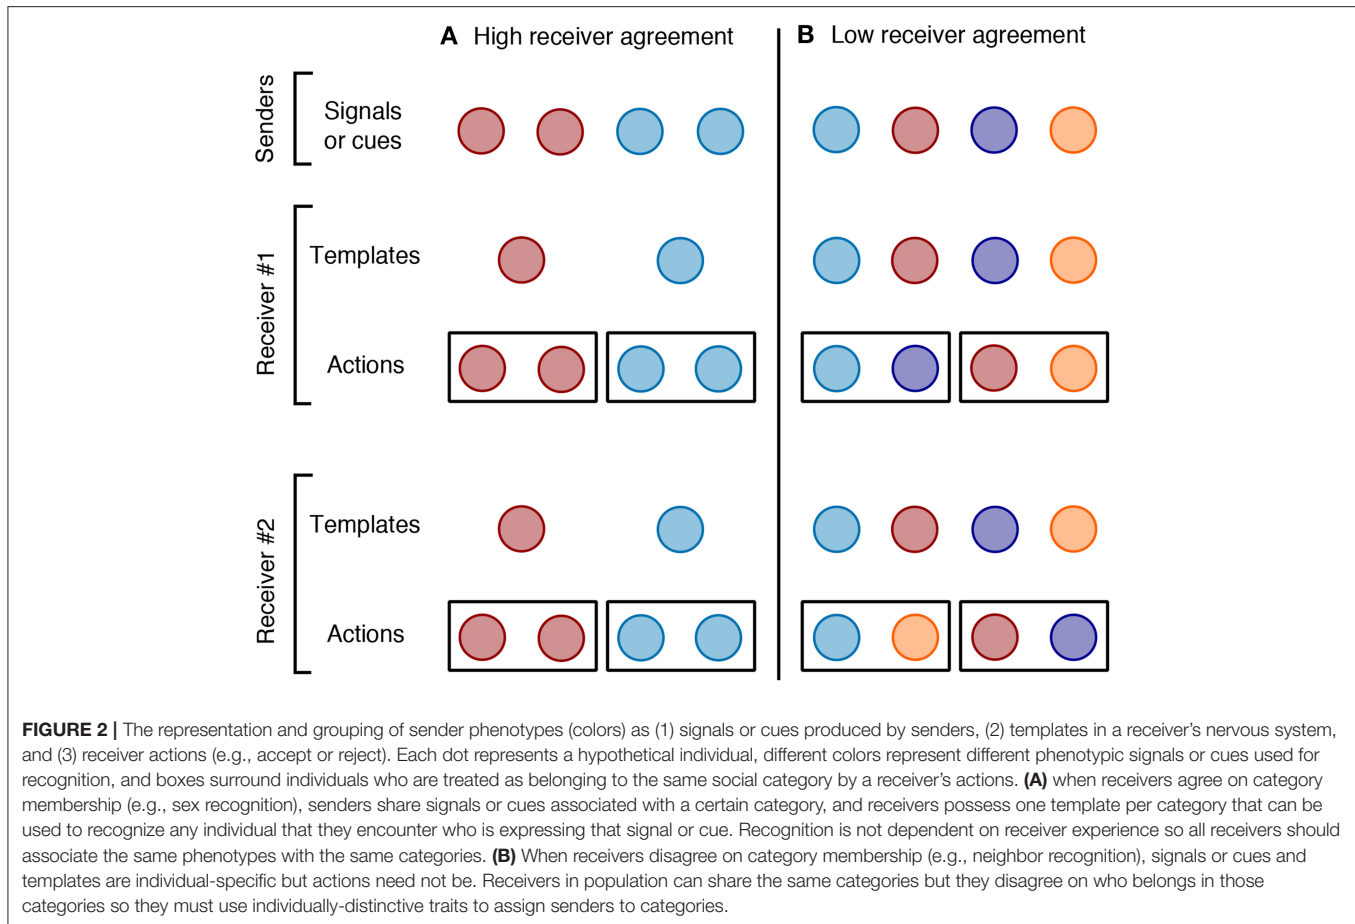 A High receiver agreement
B Low receiver agreement
Senders
Signals
or cues
Receiver #1
Templates
Actions
Receiver #2
Templates
Actions
FIGURE 2 | The representation and grouping of sender phenotypes (colors) as (1) signals or cues produced by senders, (2) templates in a receiver's nervous system,
and (3) receiver actions (e.g., accept or reject). Each dot represents a hypothetical individual, different colors represent different phenotypic signals or cues used for
recognition, and boxes surround individuals who are treated as belonging to the same social category by a receiver's actions. (A) when receivers agree on category
membership (e.g., sex recognition), senders share signals or cues associated with a certain category, and receivers possess one template per category that can be
used to recognize any individual that they encounter who is expressing that signal or cue. Recognition is not dependent on receiver experience so all receivers should
associate the same phenotypes with the same categories. (B) When receivers disagree on category membership (e.g., neighbor recognition), signals or cues and
templates are individual-specific but actions need not be. Receivers in population can share the same categories but they disagree on who belongs in those
categories so they must use individually-distinctive traits to assign senders to categories.